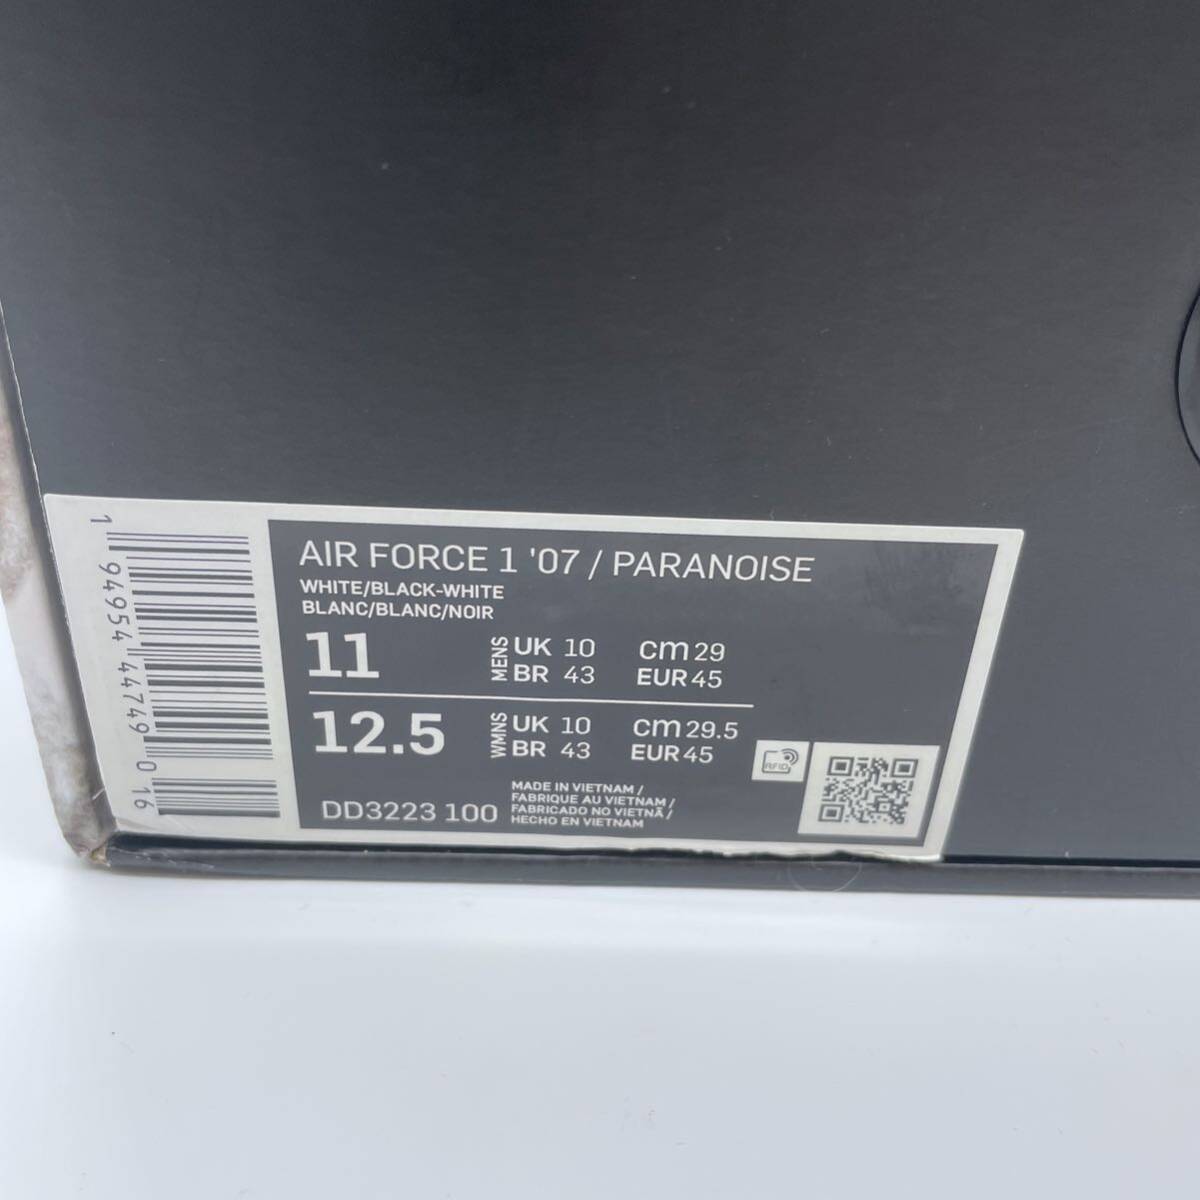 1 94954 44749 0 16
AIR FORCE 1 '07 / PARANOISE
WHITE/BLACK-WHITE
BLANC/BLANC/NOIR
11 MENS UK 10 cm 29
BR 43 EUR 45
12.5 WMNS UK 10 cm 29.5
BR 43 EUR 45
RFID
DD3223 100
MADE IN VIETNAM /
FABRIQUE AU VIETNAM /
FABRICADO NO VIETNÃ /
HECHO EN VIETNAM